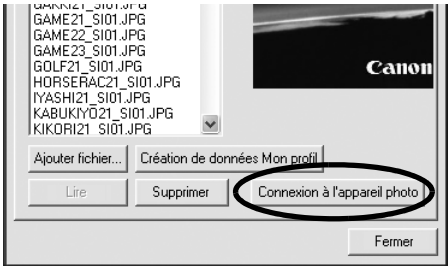 GAME21_SI01.JPG
GAME22_SI01.JPG
GAME23_SI01.JPG
GOLF21_SI01.JPG
HORSERAC21_SI01.JPG
IYASHI21_SI01.JPG
KABUKIYO21_SI01.JPG
KIKORI21_SI01.JPG
Canon
Ajouter fichier... Création de données Mon profil
Lire Supprimer Connexion à l'appareil photo
Fermer